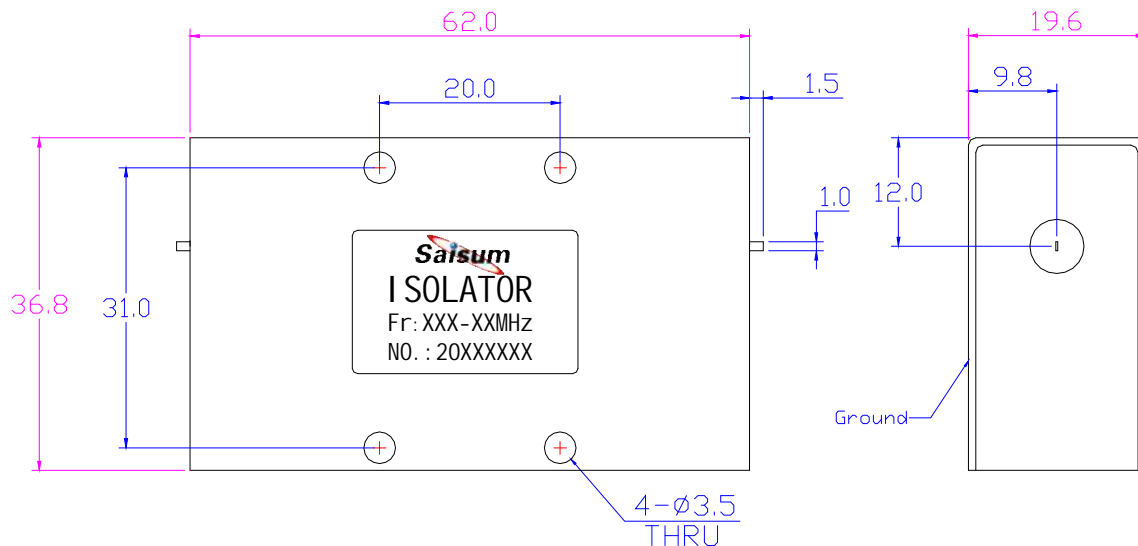 62.0
19.6
20.0
1.5
9.8
12.0
1.0
36.8
31.0
Saisum
ISOLATOR
Fr:XXX-XXMHz
NO.:20XXXXXX
Ground
4-Ø3.5
THRU